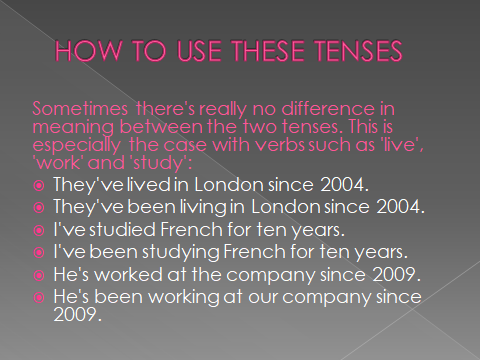 HOW TO USE THESE TENSES
Sometimes there's really no difference in
meaning between the two tenses. This is
especially the case with verbs such as 'live',
'work' and 'study':
They've lived in London since 2004.
They've been living in London since 2004.
I've studied French for ten years.
I've been studying French for ten years.
He's worked at the company since 2009.
He's been working at our company since
2009.